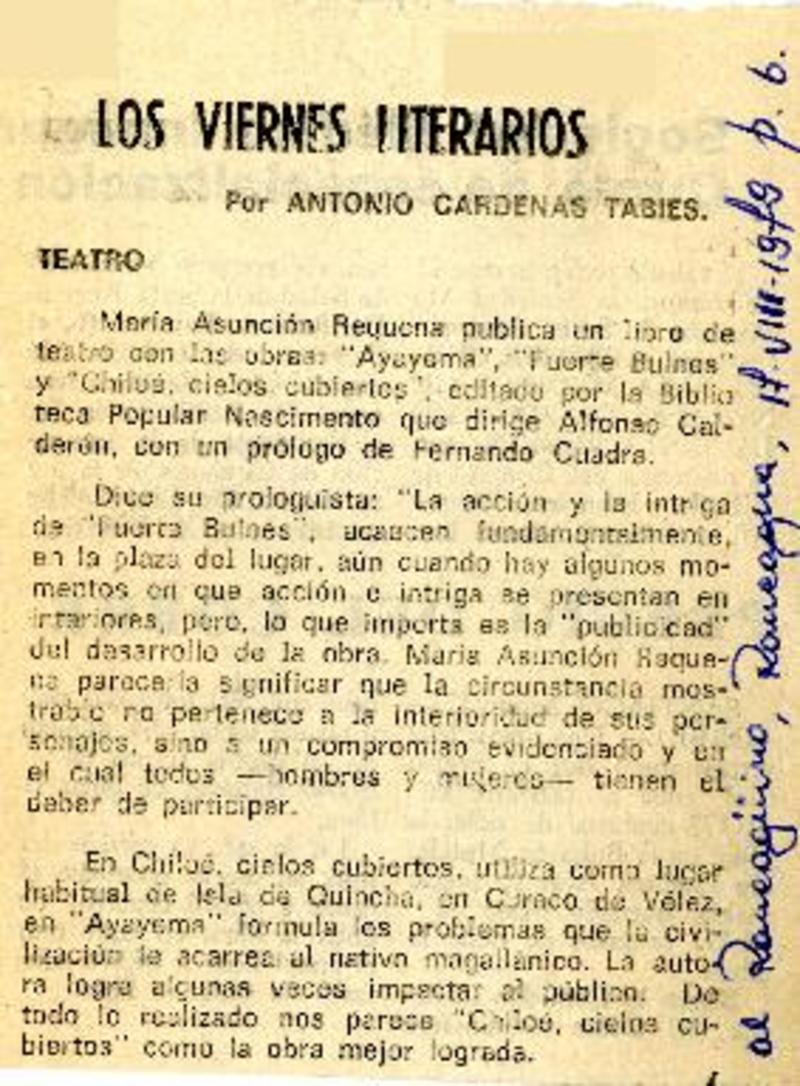 LOS VIERNES LITERARIOS
Por ANTONIO CARDENAS TABIES.
TEATRO
María Asunción Requena publica un libro de
teatro con las obras: "Ayayema", "Fuerte Bulnes"
y "Chiloé, cielos cubiertos", editado por la Biblio
teca Popular Nascimento que dirige Alfonso Cal-
derón, con un prólogo de Fernando Cuadra.
Dice su prologuista: "La acción y la intriga
de "Fuerte Bulnes", acaecen fundamentalmente,
en la plaza del lugar, aún cuando hay algunos mo-
mentos en que acción e intriga se presentan en
interiores, pero, lo que importa es la "publicidad"
del desarrollo de la obra. María Asunción Reque-
na parecería significar que la circunstancia mos-
trable no pertenece a la interioridad de sus per-
sonajes, sino a un compromiso evidenciado y en
el cual todos —hombres y mujeres— tienen el
deber de participar.
En Chiloé, cielos cubiertos, utiliza como lugar
habitual de Isla de Quincha, en Curaco de Vélez,
en "Ayayema" formula los problemas que la civi-
lización le acarrea al nativo magallánico. La auto-
ra logra algunas veces impactar al público. De
todo lo realizado nos parece "Chiloé, cielos cu-
biertos" como la obra mejor lograda.
el Rancagüino, Rancagua, 17-VIII-1979 p. 6.